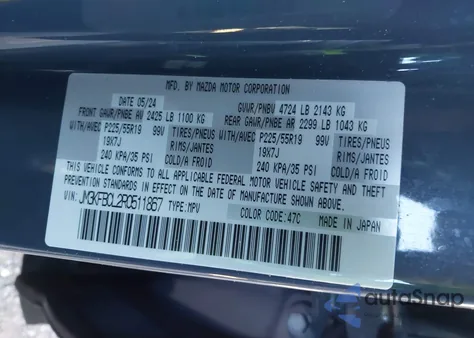 MFD. BY MAZDA MOTOR CORPORATION
DATE 05/24 GVWR/PNBV 4724 LB 2143 KG
FRONT GAWR/PNBE AV 2425 LB 1100 KG REAR GAWR/PNBE AR 2299 LB 1043 KG
WITH/AVEC P225/55R19 99V TIRES/PNEUS WITH/AVEC P225/55R19 99V TIRES/PNEUS
19X7J RIMS/JANTES 19X7J RIMS/JANTES
240 KPA/35 PSI COLD/A FROID 240 KPA/35 PSI COLD/A FROID
THIS VEHICLE CONFORMS TO ALL APPLICABLE FEDERAL MOTOR VEHICLE SAFETY AND THEFT
PREVENTION STANDARDS IN EFFECT ON THE DATE OF MANUFACTURE SHOWN ABOVE.
VIN: JM3KFBCL2R0511867 TYPE: MPV COLOR CODE: 47C MADE IN JAPAN
autoSnap